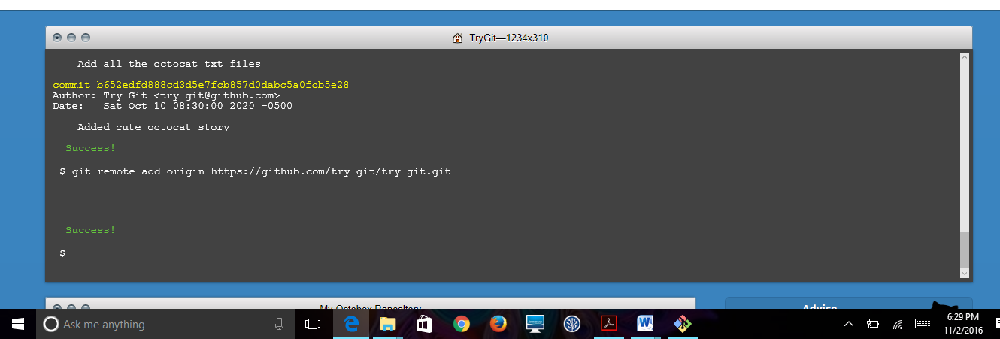 TryGit—1234x310
Add all the octocat txt files
commit b652edfd888cd3d5e7fcb857d0dabc5a0fcb5e28
Author: Try Git <try_git@github.com>
Date:   Sat Oct 10 08:30:00 2020 -0500
Added cute octocat story
Success!
$ git remote add origin https://github.com/try-git/try_git.git
Success!
$
My Octobox Repository
Advice
Ask me anything
lenovo
W
6:29 PM
11/2/2016